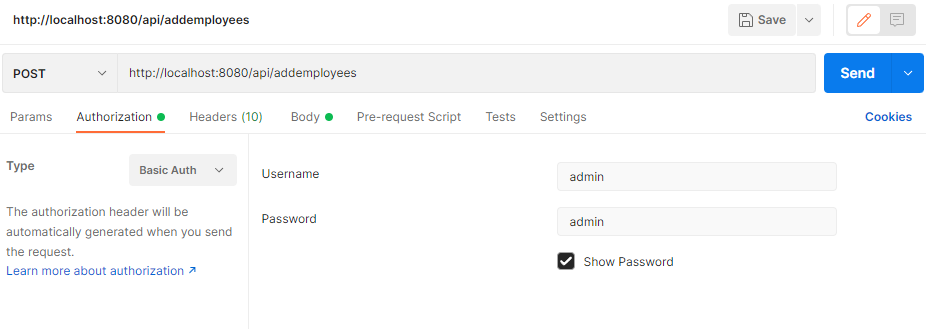 http://localhost:8080/api/addemployees
Save
POST
http://localhost:8080/api/addemployees
Send
Params
Authorization
Headers (10)
Body
Pre-request Script
Tests
Settings
Cookies
Type
Basic Auth
The authorization header will be
automatically generated when you send
the request.
Learn more about authorization ↗
Username
admin
Password
admin
Show Password